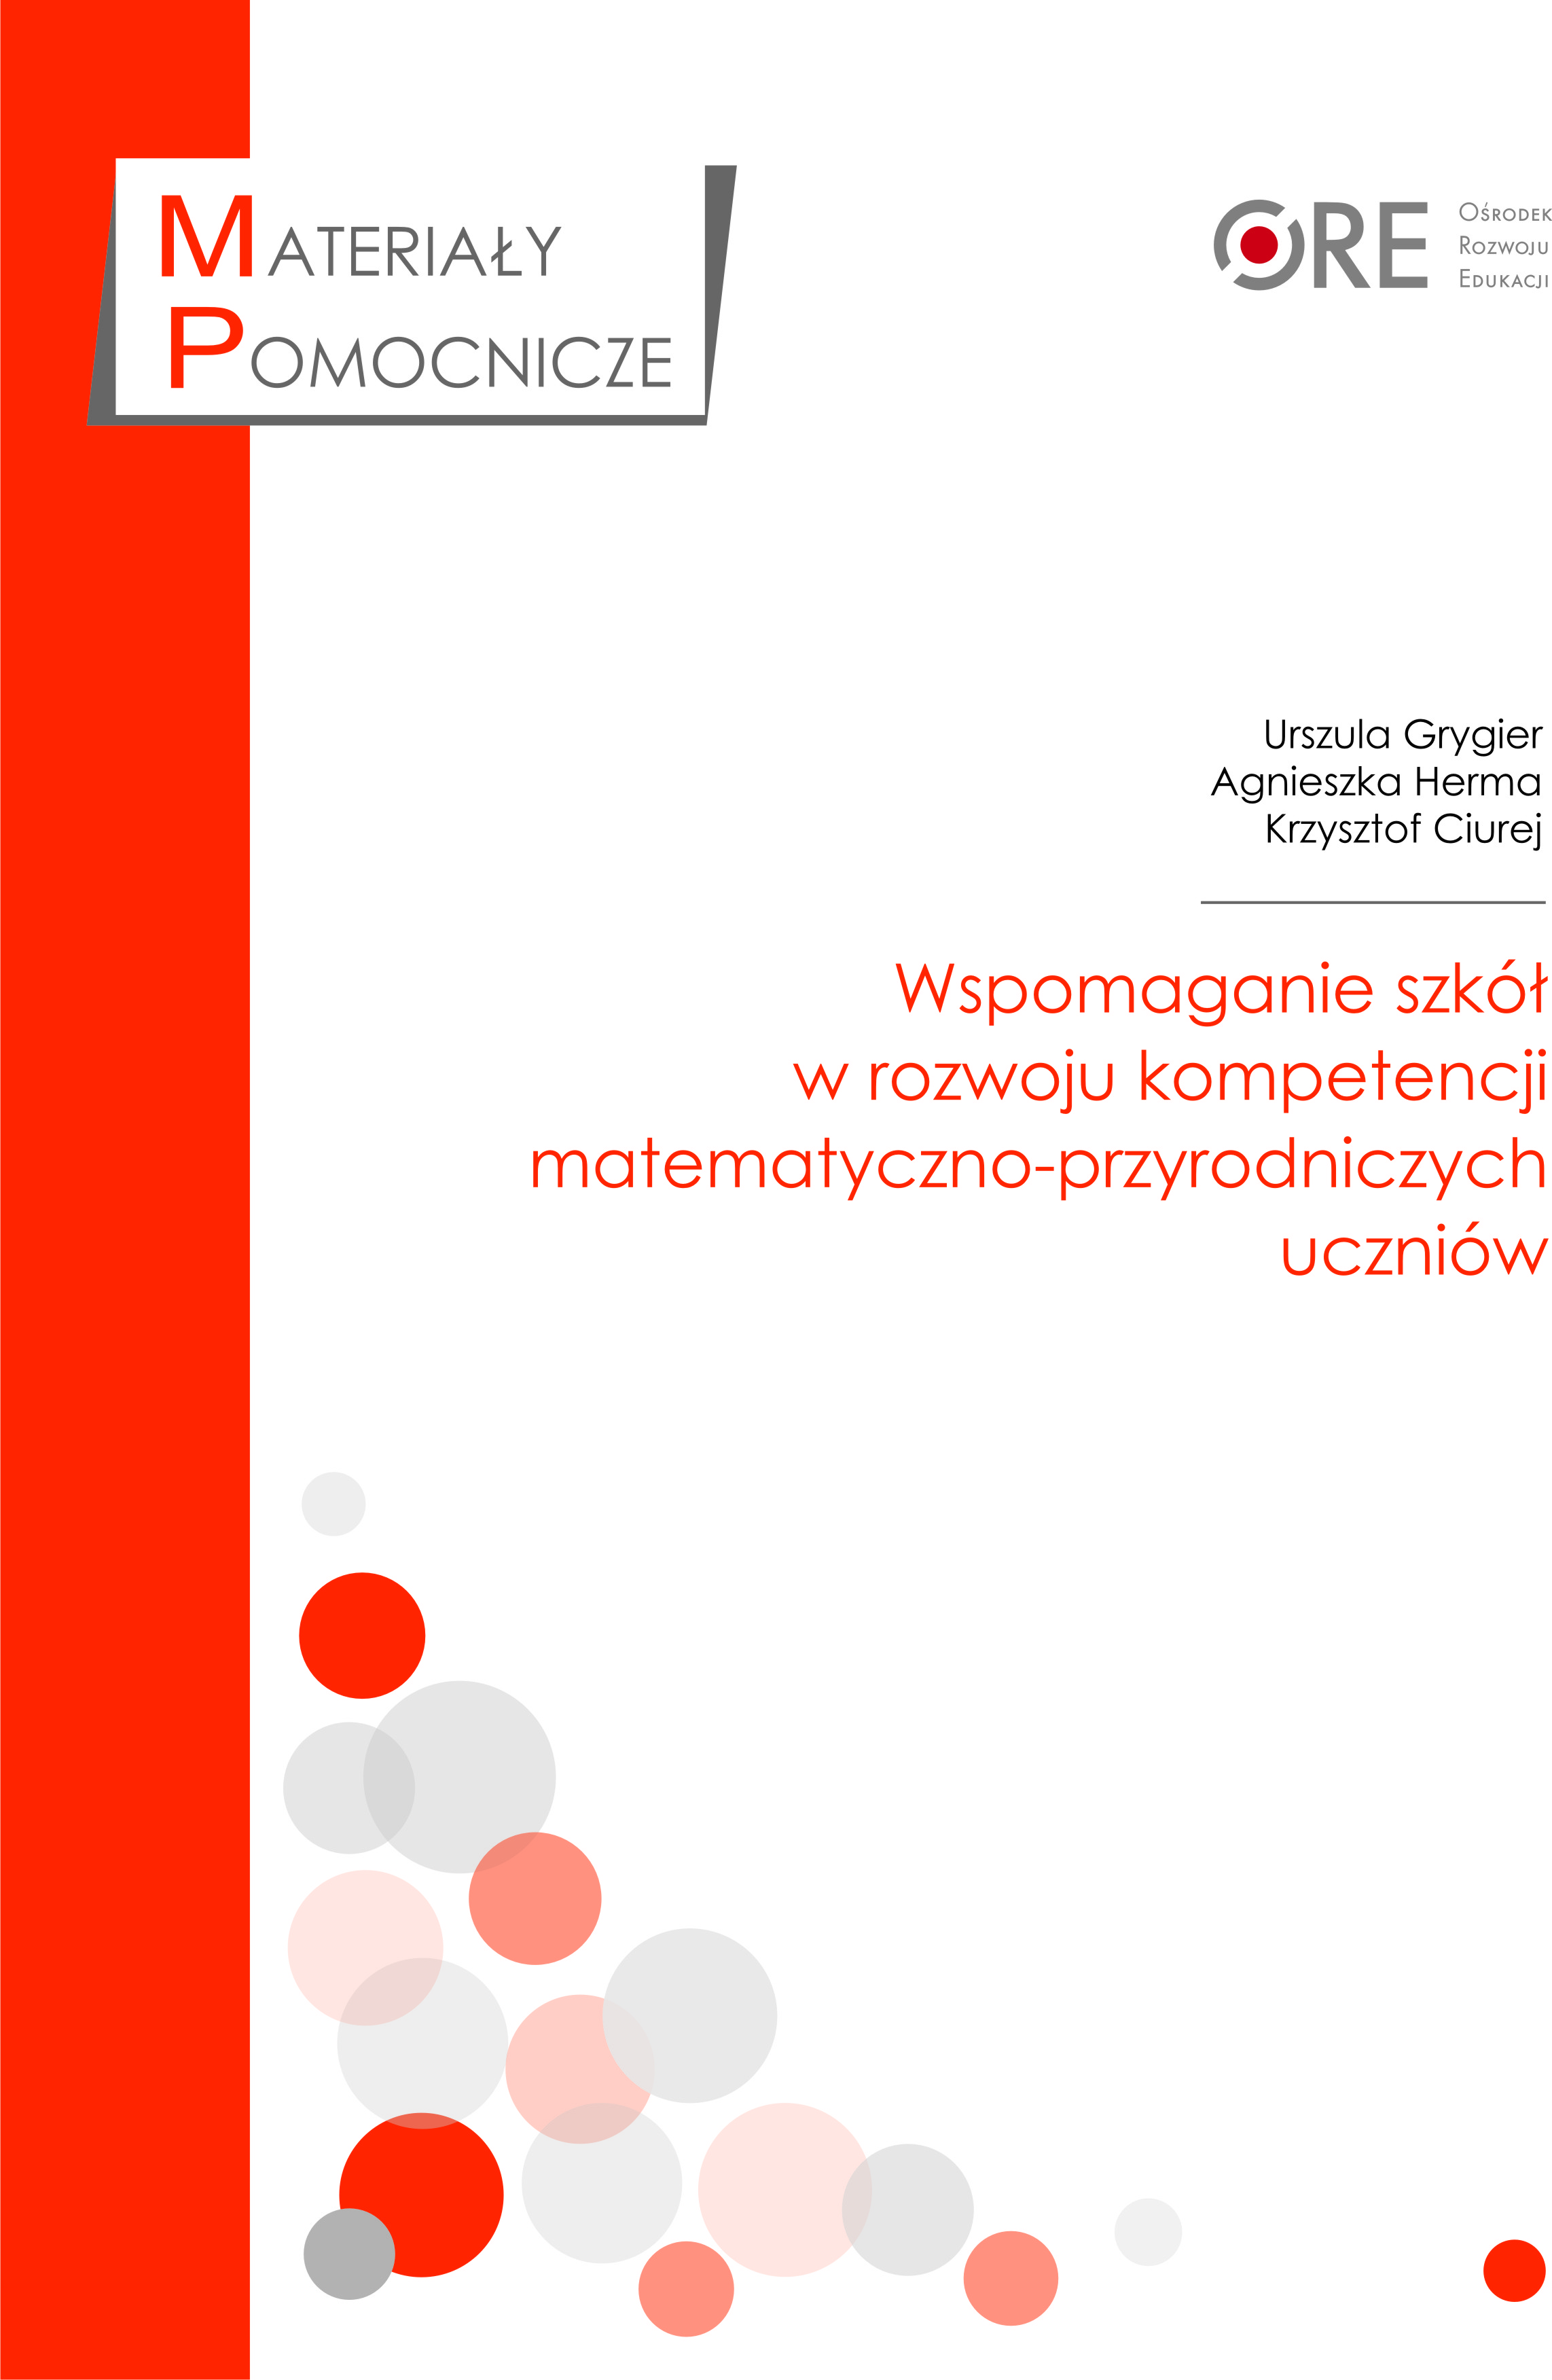 MATERIAŁY
POMOCNICZE
ORE
OŚRODEK
ROZWOJU
EDUKACJI
Urszula Grygier
Agnieszka Herma
Krzysztof Ciurej
Wspomaganie szkół
w rozwoju kompetencji
matematyczno-przyrodniczych
uczniów